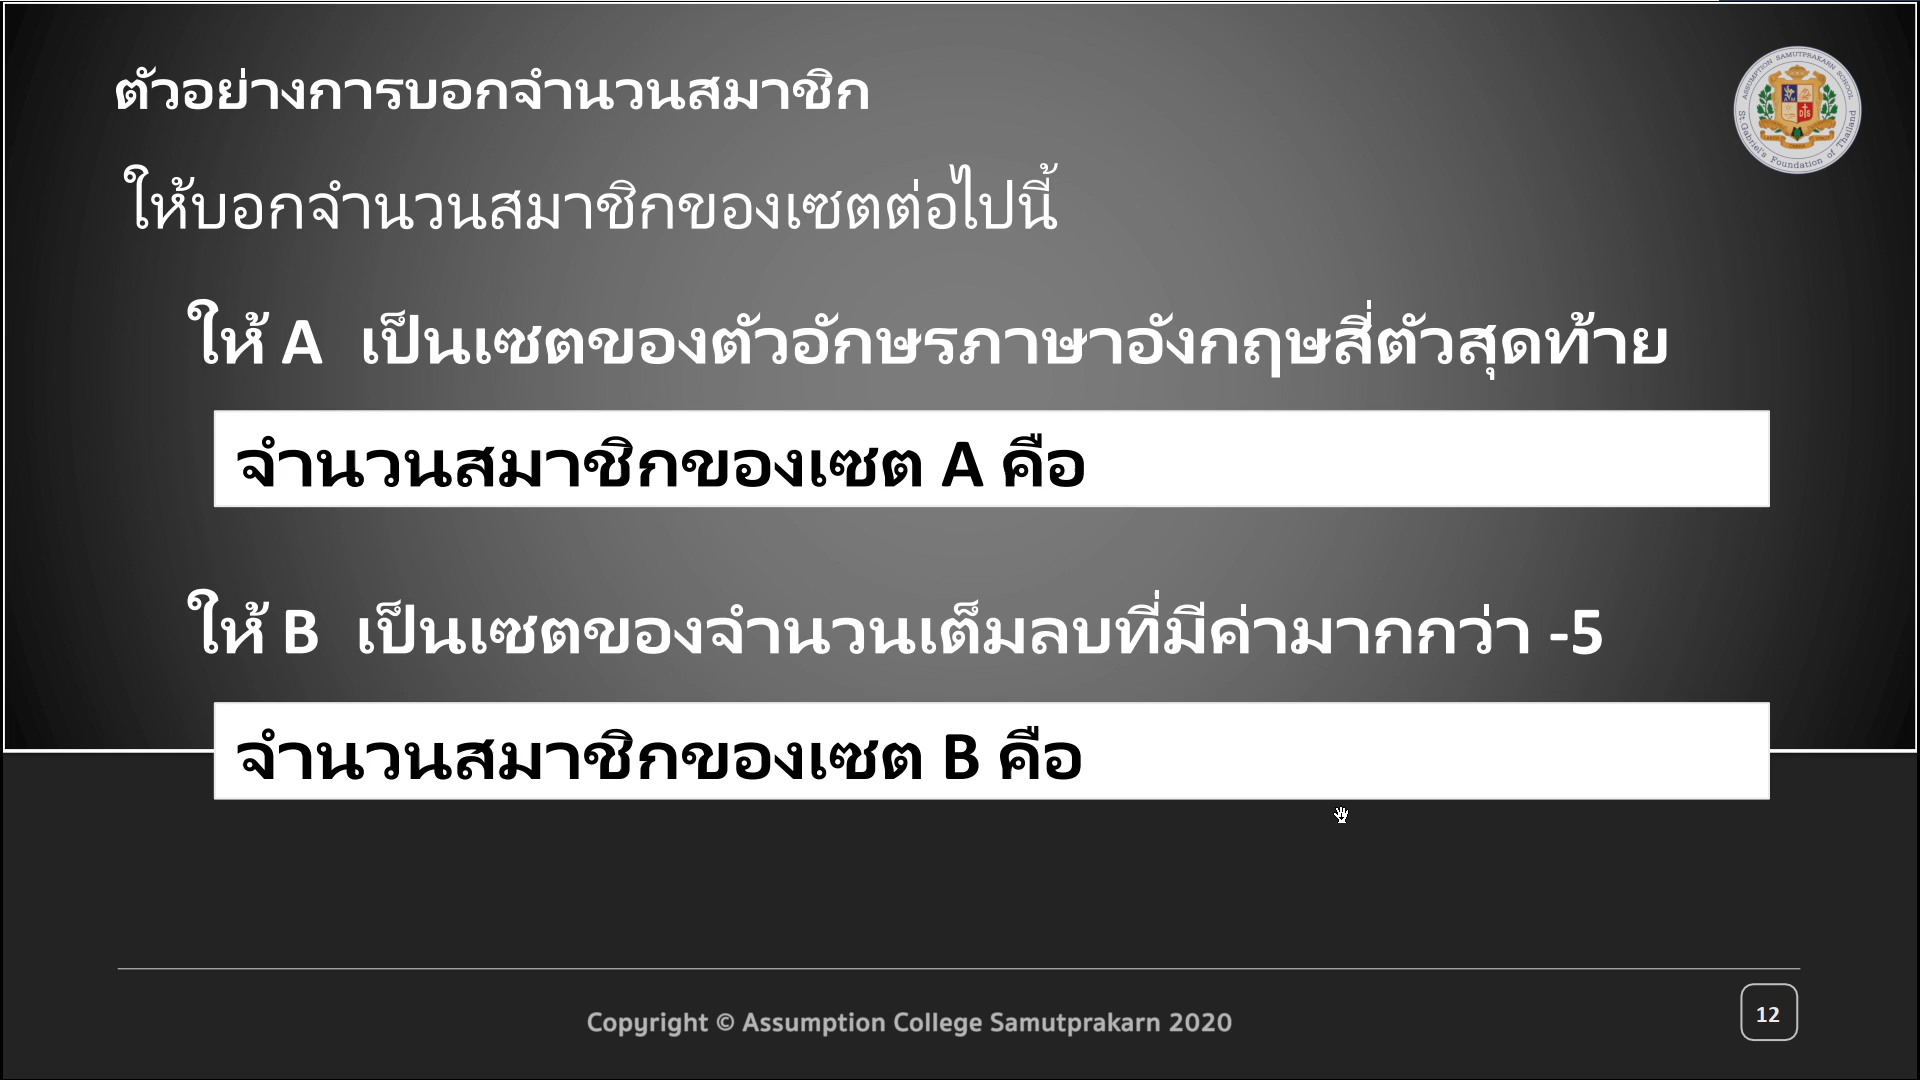 ตัวอย่างการบอกจำนวนสมาชิก
ให้บอกจำนวนสมาชิกของเซตต่อไปนี้
ให้ A เป็นเซตของตัวอักษรภาษาอังกฤษสี่ตัวสุดท้าย
จำนวนสมาชิกของเซต A คือ
ให้ B เป็นเซตของจำนวนเต็มลบที่มีค่ามากกว่า -5
จำนวนสมาชิกของเซต B คือ
Copyright © Assumption College Samutprakarn 2020
12
ASSUMPTION SAMUTPRAKARN SCHOOL
St. Gabriel's Foundation of Thailand